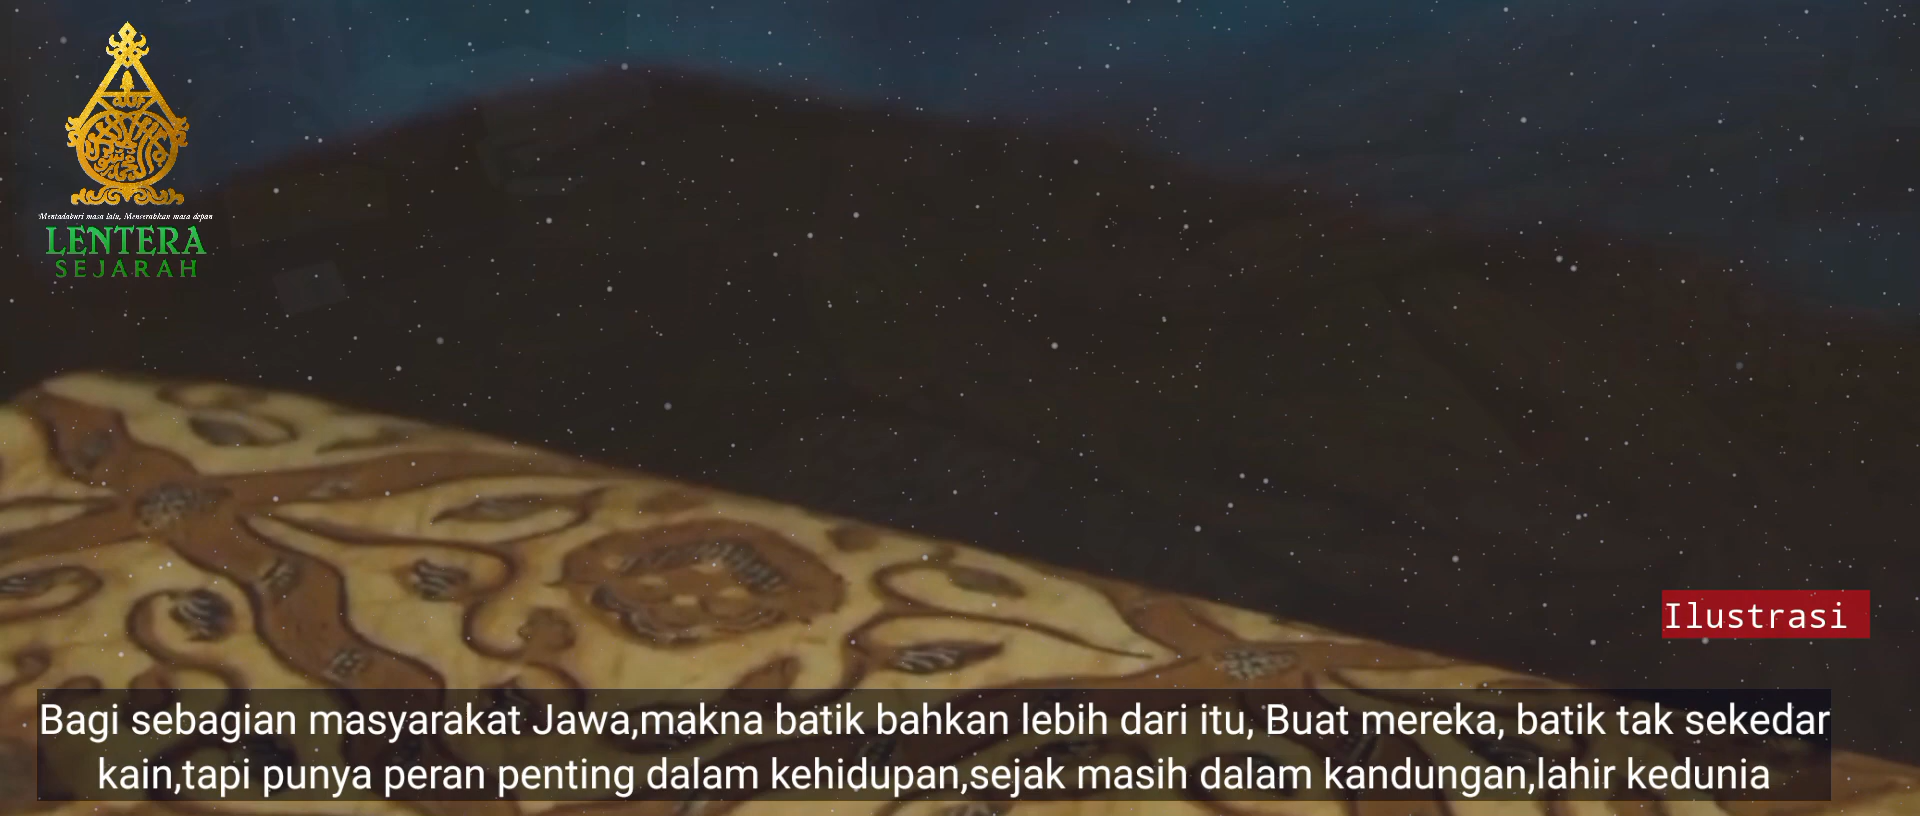 Mentadaburi masa lalu, Mencerahkan masa depan
LENTERA
SEJARAH
Ilustrasi
Bagi sebagian masyarakat Jawa,makna batik bahkan lebih dari itu, Buat mereka, batik tak sekedar
kain,tapi punya peran penting dalam kehidupan,sejak masih dalam kandungan,lahir kedunia